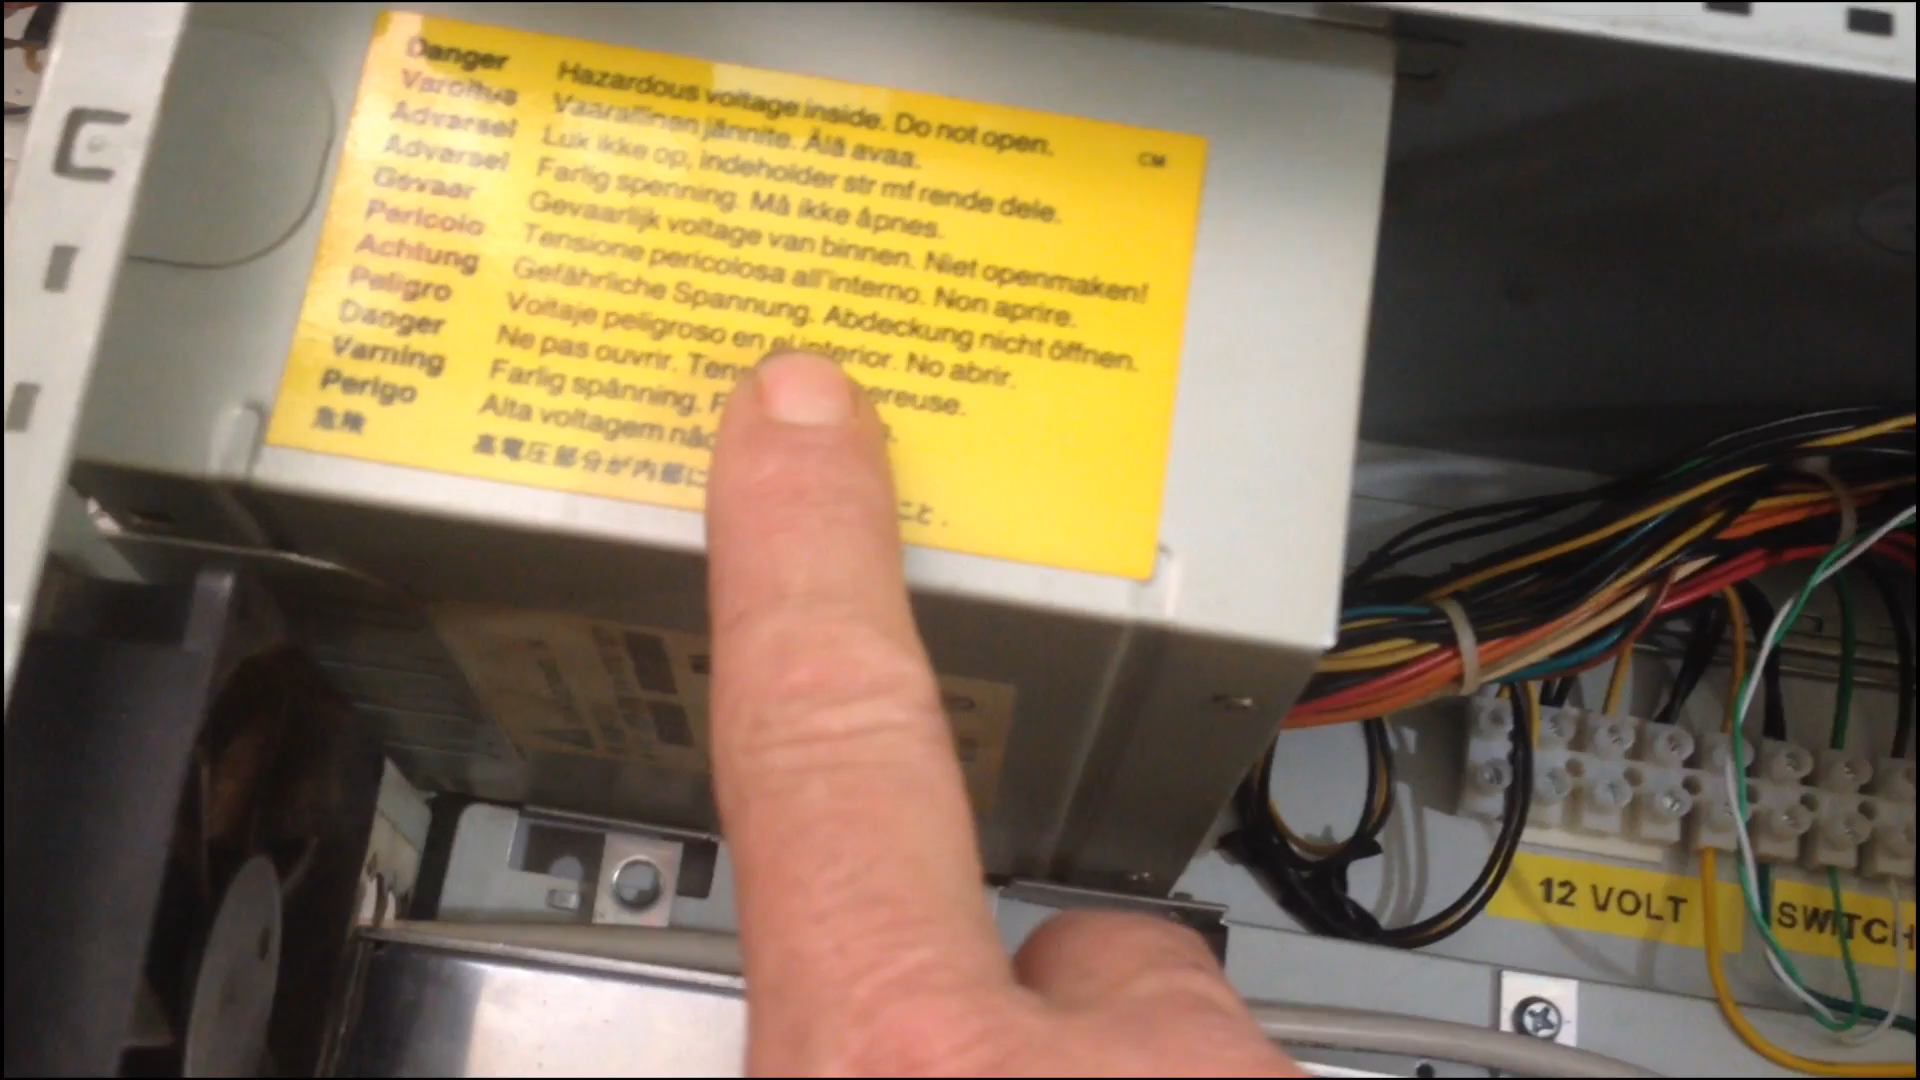 Danger Hazardous voltage inside. Do not open.
Varoitus Vaarallinen jännite. Älä avaa.
Advarsel Luk ikke op, indeholder str mf rende dele.
Advarsel Farlig spenning. Må ikke åpnes.
Gevaar Gevaarlijk voltage van binnen. Niet openmaken!
Pericolo Tensione pericolosa all'interno. Non aprire.
Achtung Gefährliche Spannung. Abdeckung nicht öffnen.
Peligro Voltaje peligroso en el interior. No abrir.
Danger Ne pas ouvrir.
Varning Farlig spänning.
Perigo Alta voltagem não
危険 高電圧部分が内部に こと.
CM
12 VOLT
SWITCH